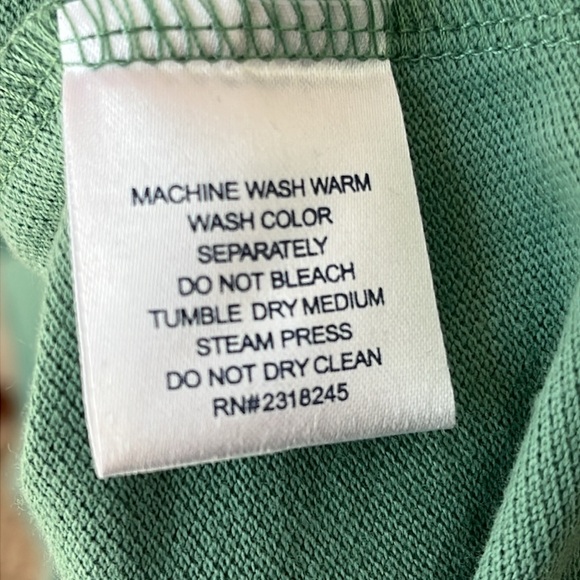 MACHINE WASH WARM
WASH COLOR
SEPARATELY
DO NOT BLEACH
TUMBLE DRY MEDIUM
STEAM PRESS
DO NOT DRY CLEAN
RN#2318245